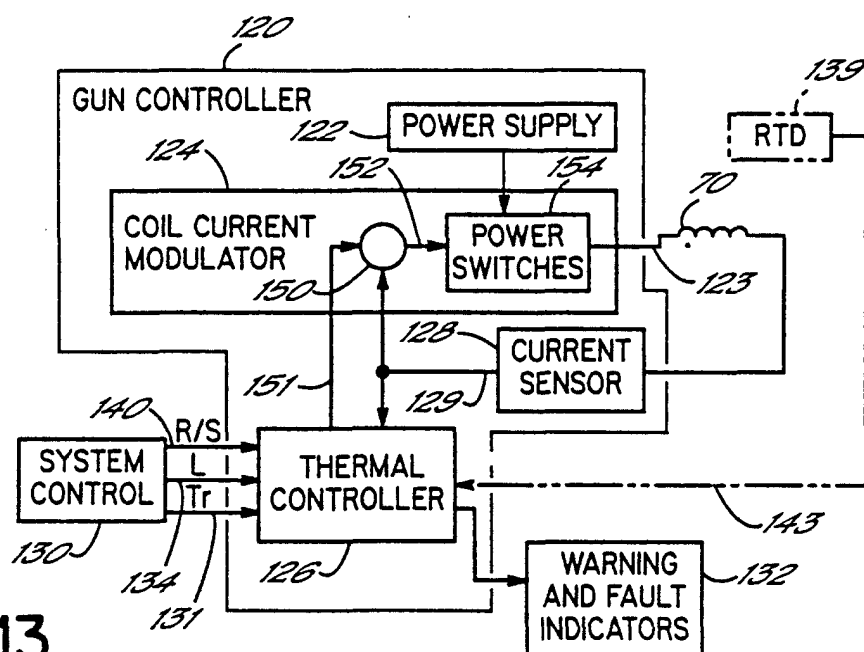 120
139
GUN CONTROLLER
122
POWER SUPPLY
RTD
124
152
154
70
COIL CURRENT
MODULATOR
POWER
SWITCHES
150
123
128
CURRENT
SENSOR
151
129
140
R/S
SYSTEM
CONTROL
L
Tr
THERMAL
CONTROLLER
130
134
131
126
143
WARNING
AND FAULT
INDICATORS
132
13